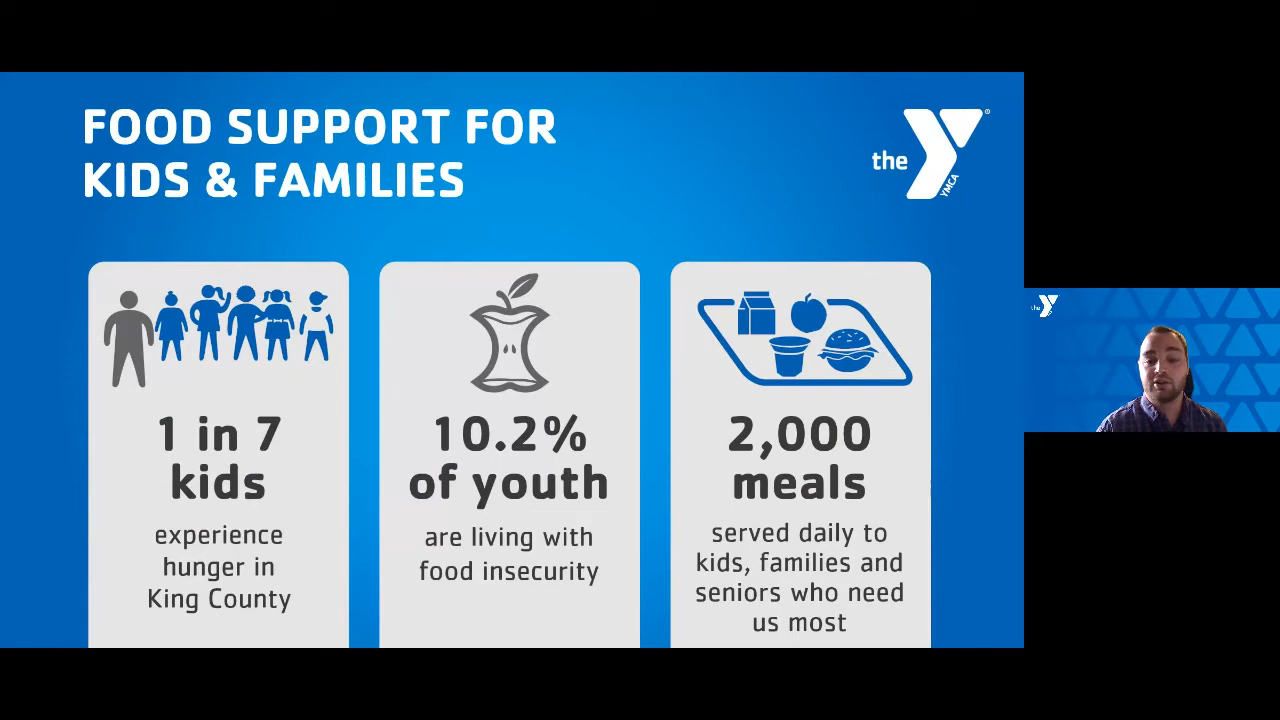 FOOD SUPPORT FOR
KIDS & FAMILIES
the Y®
YMCA
1 in 7
kids
experience
hunger in
King County
10.2%
of youth
are living with
food insecurity
2,000
meals
served daily to
kids, families and
seniors who need
us most
the Y